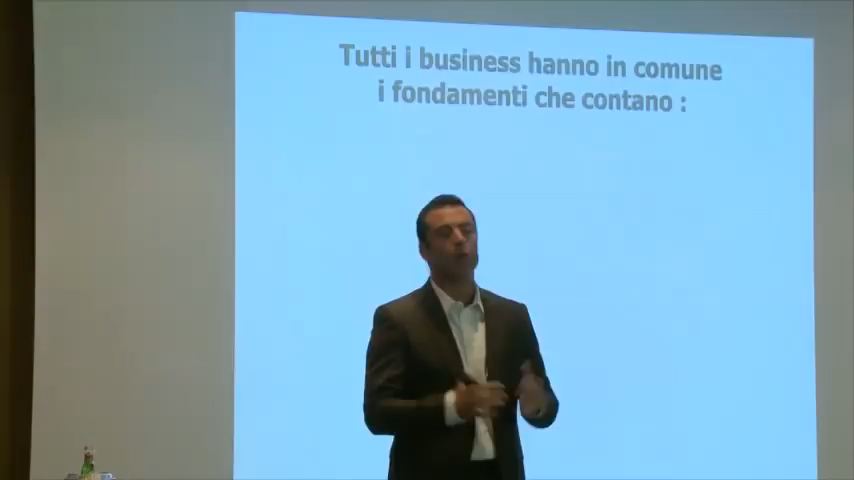 Tutti i business hanno in comune
i fondamenti che contano :